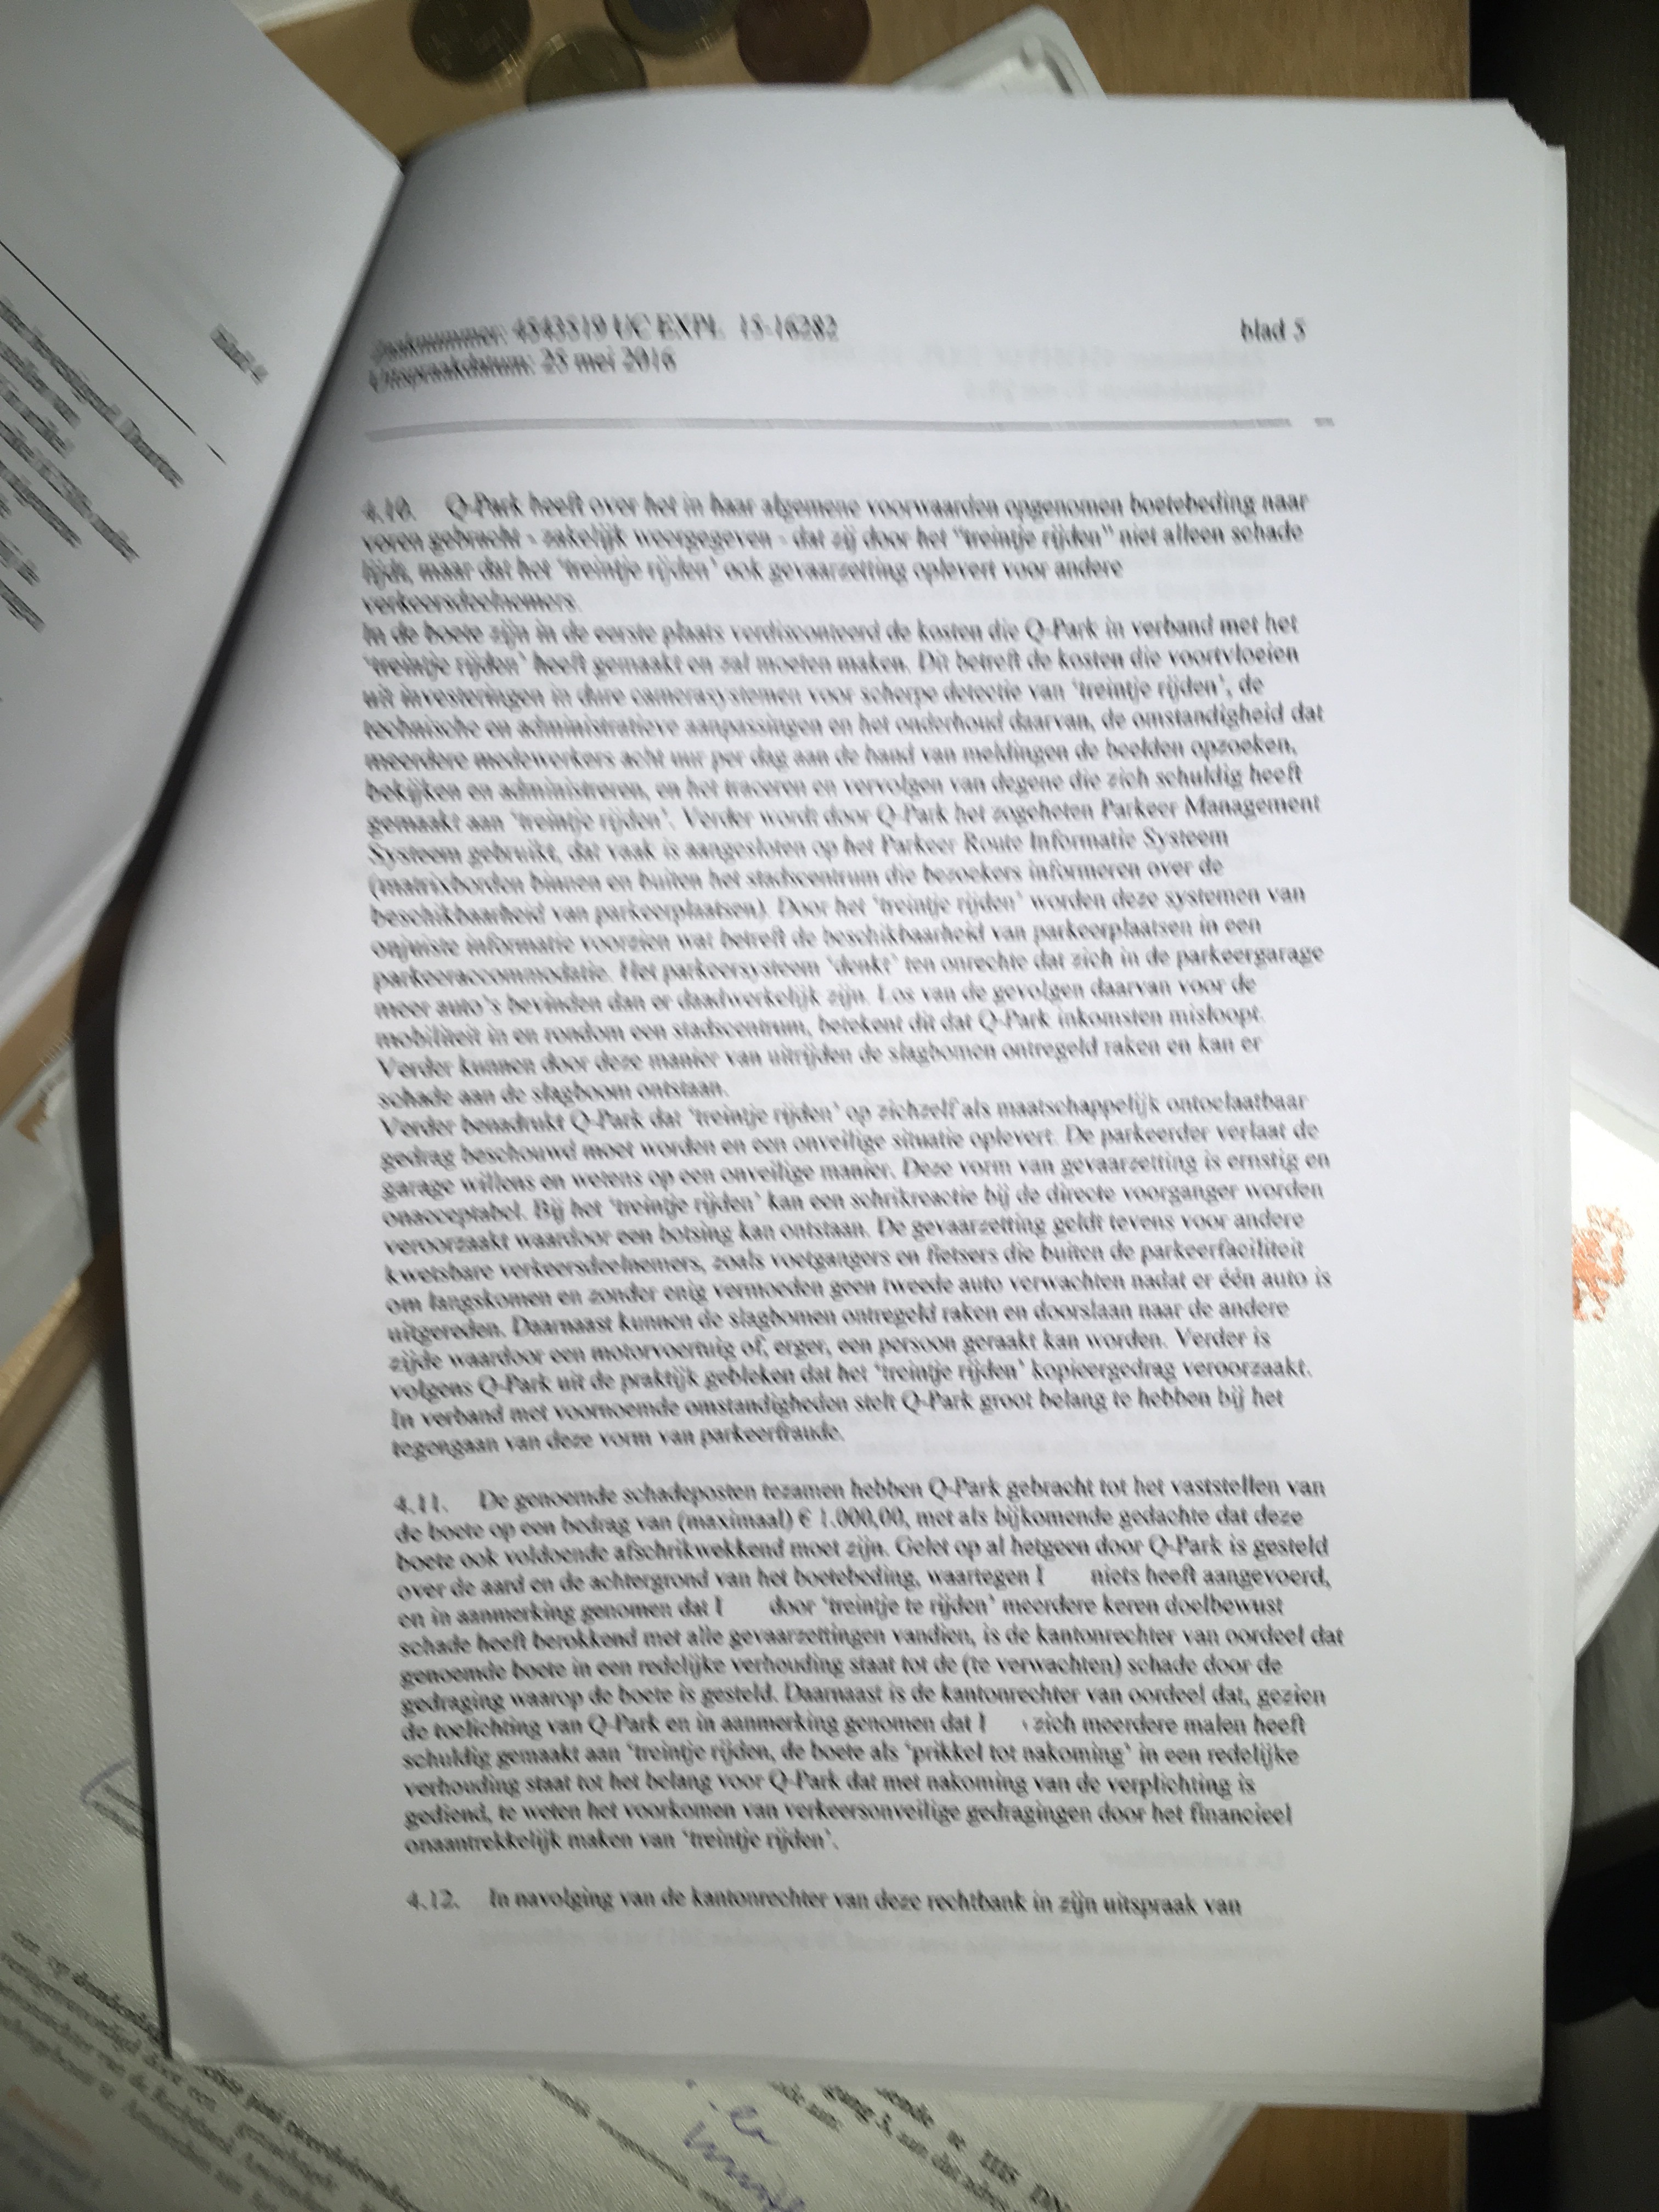 blad 5
Zaaknummer: 4543519 UC EXPL 15-16282
Uitspraakdatum: 25 mei 2016
4.10. Q-Park heeft over het in haar algemene voorwaarden opgenomen boetebeding naar
voren gebracht - zakelijk weergegeven - dat zij door het "treintje rijden" niet alleen schade
lijdt, maar dat het 'treintje rijden' ook gevaarzetting oplevert voor andere
verkeersdeelnemers.
In de boete zijn in de eerste plaats verdisconteerd de kosten die Q-Park in verband met het
'treintje rijden' heeft gemaakt en zal moeten maken. Dit betreft de kosten die voortvloeien
uit investeringen in dure camerasystemen voor scherpe detectie van 'treintje rijden', de
technische en administratieve aanpassingen en het onderhoud daarvan, de omstandigheid dat
meerdere medewerkers acht uur per dag aan de hand van meldingen de beelden opzoeken,
bekijken en administreren, en het traceren en vervolgen van degene die zich schuldig heeft
gemaakt aan 'treintje rijden'. Verder wordt door Q-Park het zogeheten Parkeer Management
Systeem gebruikt, dat vaak is aangesloten op het Parkeer Route Informatie Systeem
(matrixborden binnen en buiten het stadscentrum die bezoekers informeren over de
beschikbaarheid van parkeerplaatsen). Door het 'treintje rijden' worden deze systemen van
onjuiste informatie voorzien wat betreft de beschikbaarheid van parkeerplaatsen in een
parkeeraccommodatie. Het parkeersysteem 'denkt' ten onrechte dat zich in de parkeergarage
meer auto's bevinden dan er daadwerkelijk zijn. Los van de gevolgen daarvan voor de
mobiliteit in en rondom een stadscentrum, betekent dit dat Q-Park inkomsten misloopt.
Verder kunnen door deze manier van uitrijden de slagbomen ontregeld raken en kan er
schade aan de slagboom ontstaan.
Verder benadrukt Q-Park dat 'treintje rijden' op zichzelf als maatschappelijk ontoelaatbaar
gedrag beschouwd moet worden en een onveilige situatie oplevert. De parkeerder verlaat de
garage willens en wetens op een onveilige manier. Deze vorm van gevaarzetting is ernstig en
onacceptabel. Bij het 'treintje rijden' kan een schrikreactie bij de directe voorganger worden
veroorzaakt waardoor een botsing kan ontstaan. De gevaarzetting geldt tevens voor andere
kwetsbare verkeersdeelnemers, zoals voetgangers en fietsers die buiten de parkeerfaciliteit
om langskomen en zonder enig vermoeden geen tweede auto verwachten nadat er één auto is
uitgereden. Daarnaast kunnen de slagbomen ontregeld raken en doorslaan naar de andere
zijde waardoor een motorvoertuig of, erger, een persoon geraakt kan worden. Verder is
volgens Q-Park uit de praktijk gebleken dat het 'treintje rijden' kopieergedrag veroorzaakt.
In verband met voornoemde omstandigheden stelt Q-Park groot belang te hebben bij het
tegengaan van deze vorm van parkeerfraude.
4.11. De genoemde schadeposten tezamen hebben Q-Park gebracht tot het vaststellen van
de boete op een bedrag van (maximaal) € 1.000,00, met als bijkomende gedachte dat deze
boete ook voldoende afschrikwekkend moet zijn. Gelet op al hetgeen door Q-Park is gesteld
over de aard en de achtergrond van het boetebeding, waartegen I niets heeft aangevoerd,
en in aanmerking genomen dat I door 'treintje te rijden' meerdere keren doelbewust
schade heeft berokkend met alle gevaarzettingen vandien, is de kantonrechter van oordeel dat
genoemde boete in een redelijke verhouding staat tot de (te verwachten) schade door de
gedraging waarop de boete is gesteld. Daarnaast is de kantonrechter van oordeel dat, gezien
de toelichting van Q-Park en in aanmerking genomen dat I zich meerdere malen heeft
schuldig gemaakt aan 'treintje rijden, de boete als 'prikkel tot nakoming' in een redelijke
verhouding staat tot het belang voor Q-Park dat met nakoming van de verplichting is
gediend, te weten het voorkomen van verkeersonveilige gedragingen door het financieel
onaantrekkelijk maken van 'treintje rijden'.
4.12. In navolging van de kantonrechter van deze rechtbank in zijn uitspraak van